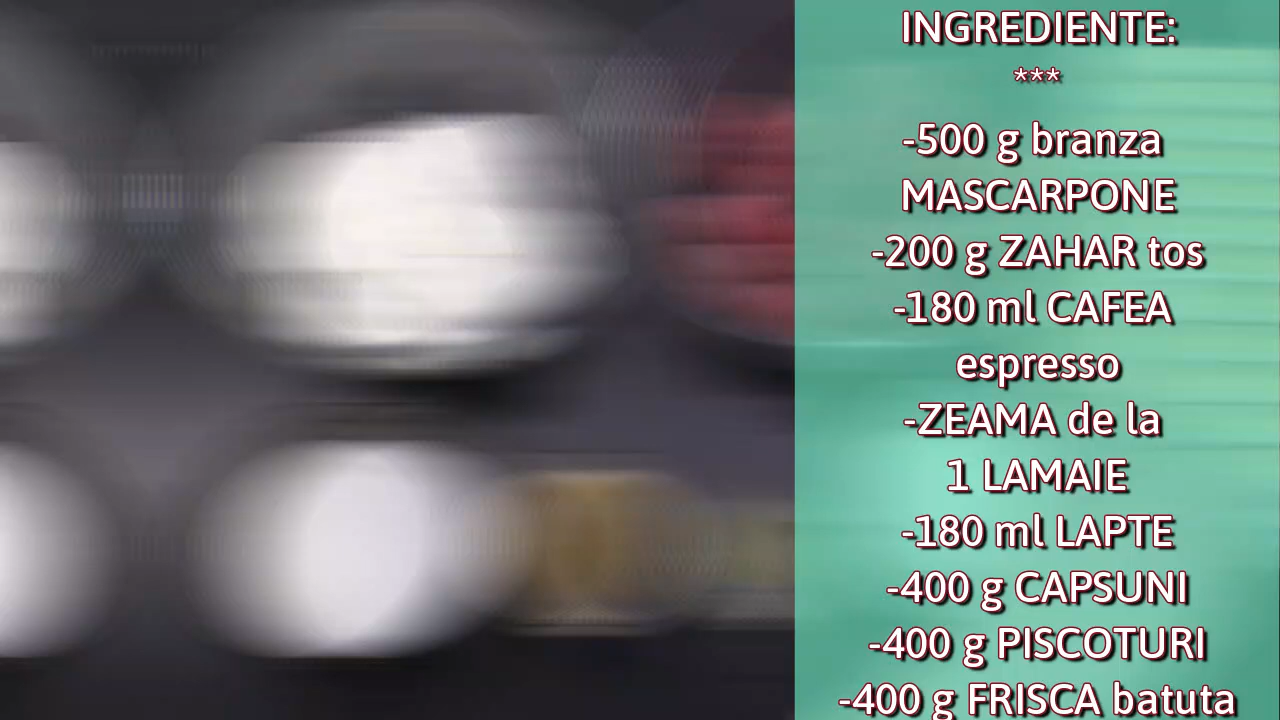 INGREDIENTE:
***
-500 g branza
MASCARPONE
-200 g ZAHAR tos
-180 ml CAFEA
espresso
-ZEAMA de la
1 LAMAIE
-180 ml LAPTE
-400 g CAPSUNI
-400 g PISCOTURI
-400 g FRISCA batuta